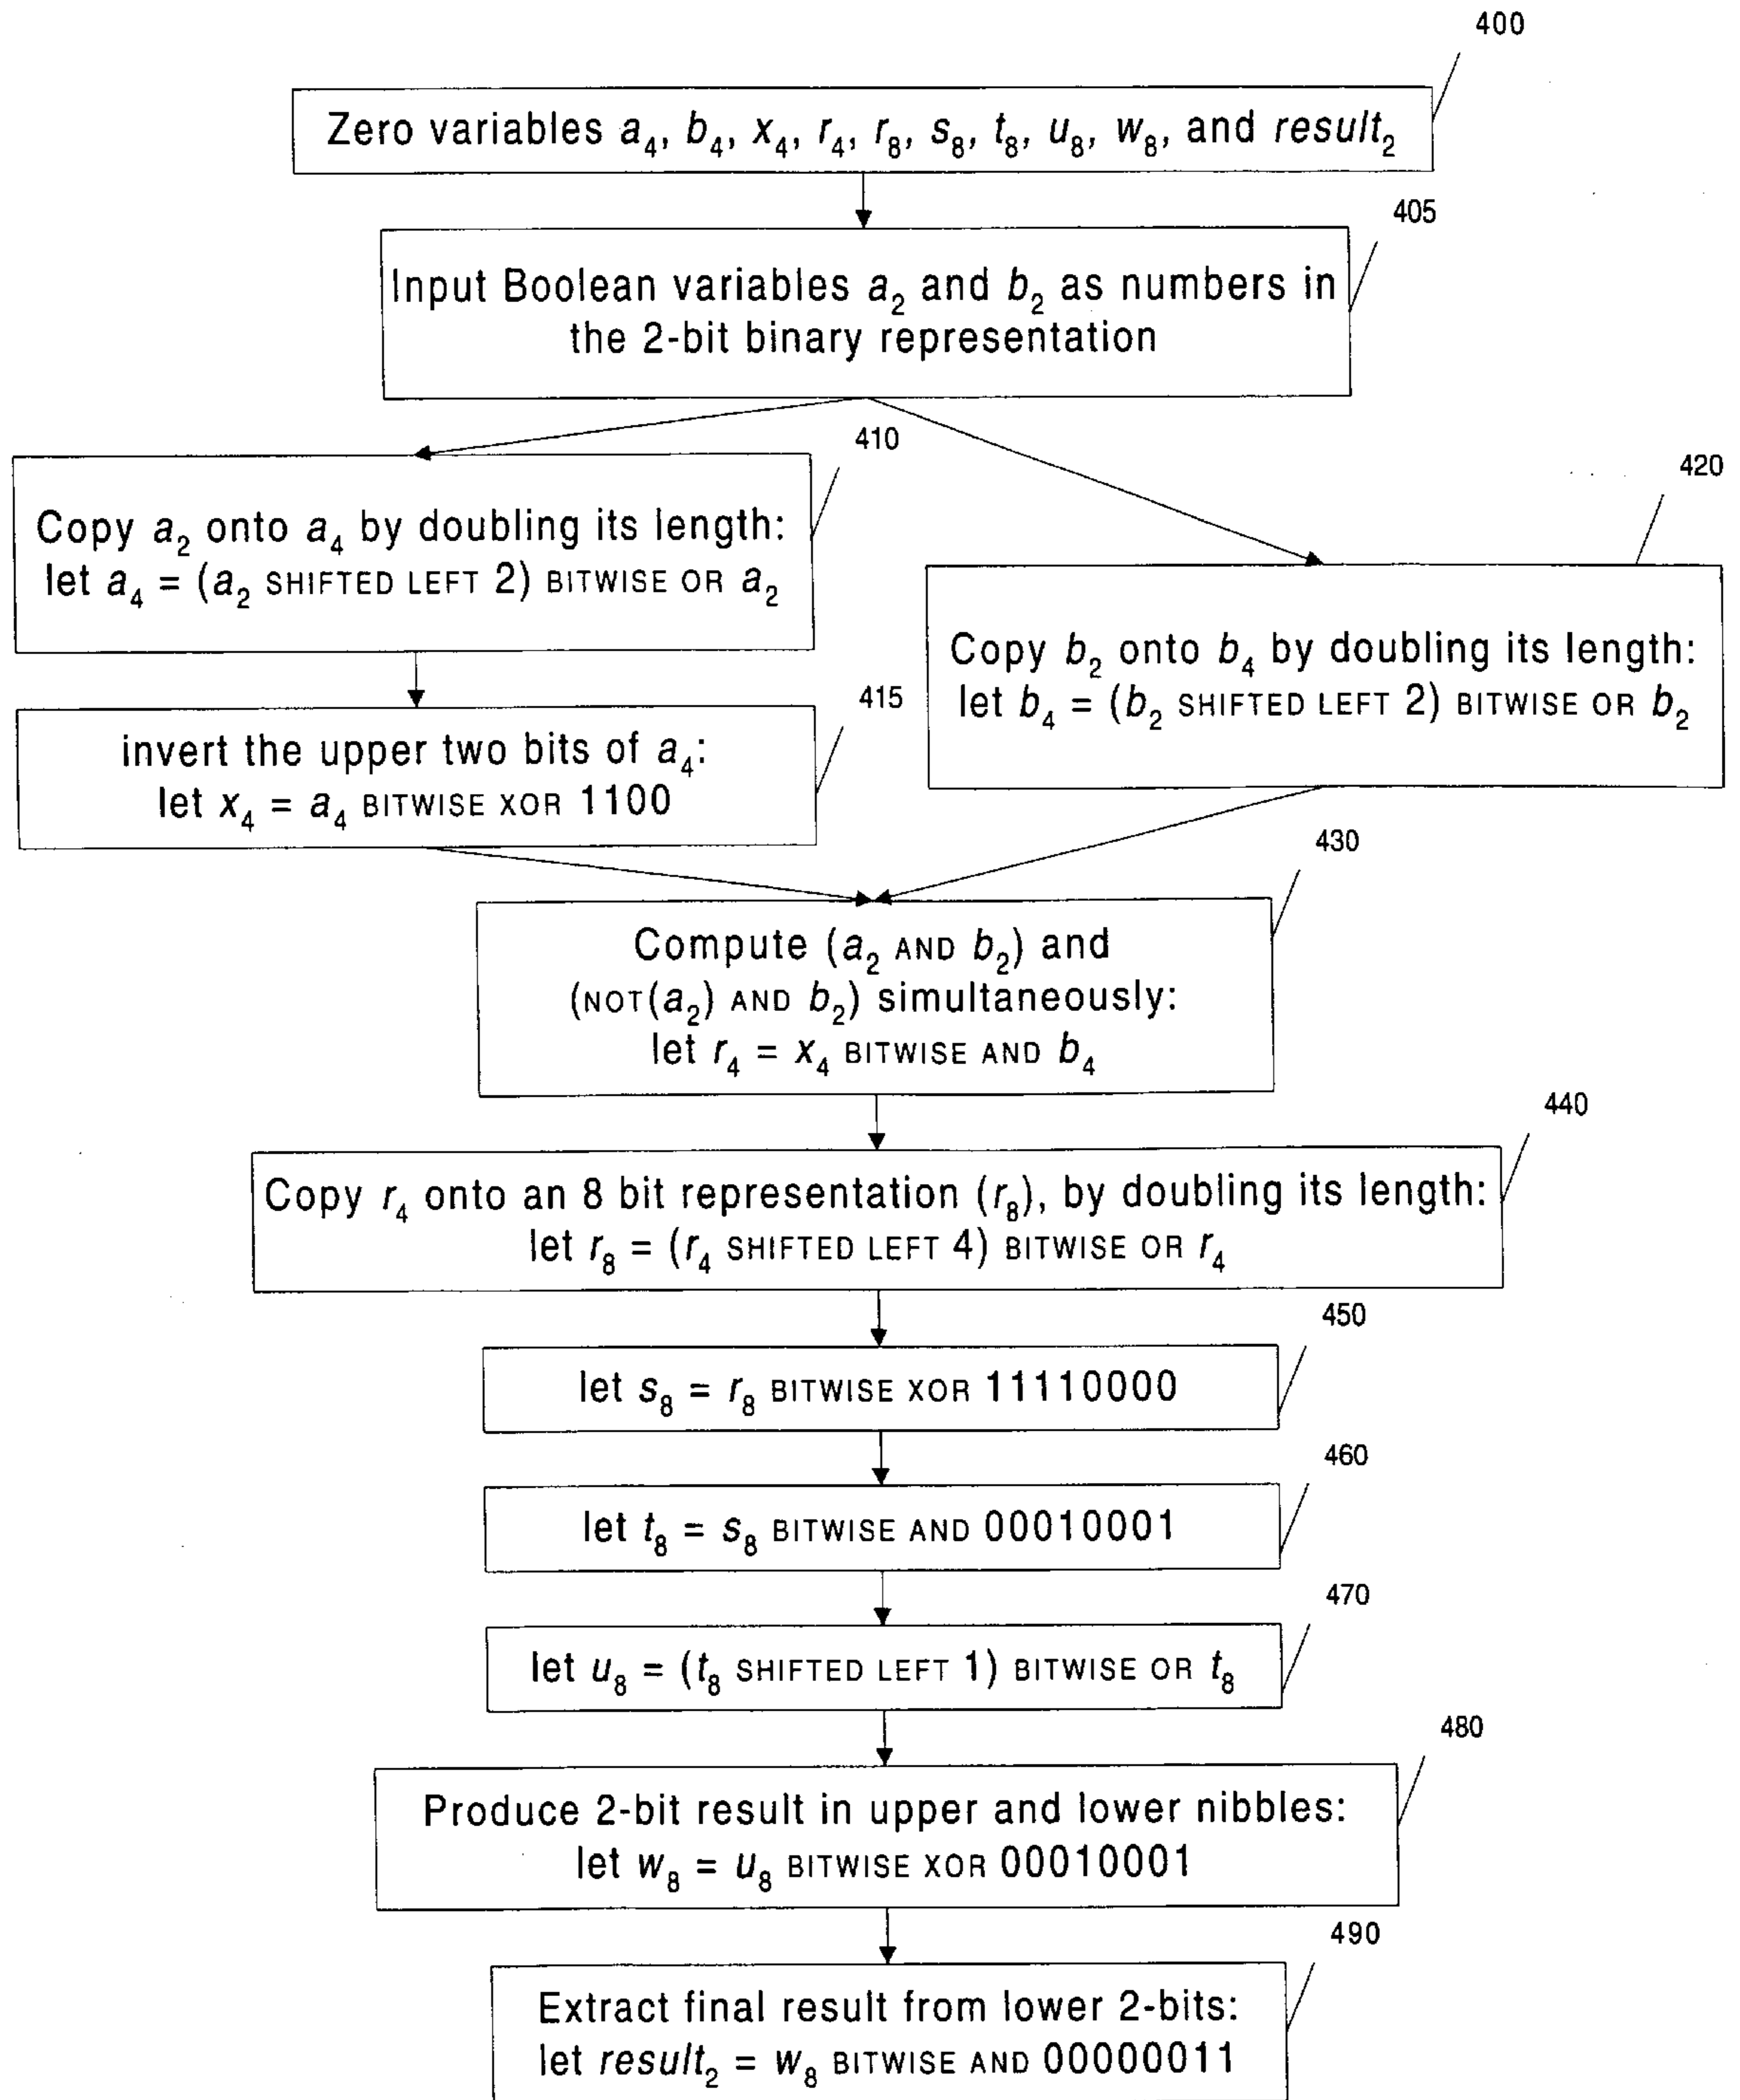 400
Zero variables a₄, b₄, x₄, r₄, r₈, s₈, t₈, u₈, w₈, and result₂
405
Input Boolean variables a₂ and b₂ as numbers in
the 2-bit binary representation
410
Copy a₂ onto a₄ by doubling its length:
let a₄ = (a₂ SHIFTED LEFT 2) BITWISE OR a₂
420
Copy b₂ onto b₄ by doubling its length:
let b₄ = (b₂ SHIFTED LEFT 2) BITWISE OR b₂
415
invert the upper two bits of a₄:
let x₄ = a₄ BITWISE XOR 1100
430
Compute (a₂ AND b₂) and
(NOT(a₂) AND b₂) simultaneously:
let r₄ = x₄ BITWISE AND b₄
440
Copy r₄ onto an 8 bit representation (r₈), by doubling its length:
let r₈ = (r₄ SHIFTED LEFT 4) BITWISE OR r₄
450
let s₈ = r₈ BITWISE XOR 11110000
460
let t₈ = s₈ BITWISE AND 00010001
470
let u₈ = (t₈ SHIFTED LEFT 1) BITWISE OR t₈
480
Produce 2-bit result in upper and lower nibbles:
let w₈ = u₈ BITWISE XOR 00010001
490
Extract final result from lower 2-bits:
let result₂ = w₈ BITWISE AND 00000011